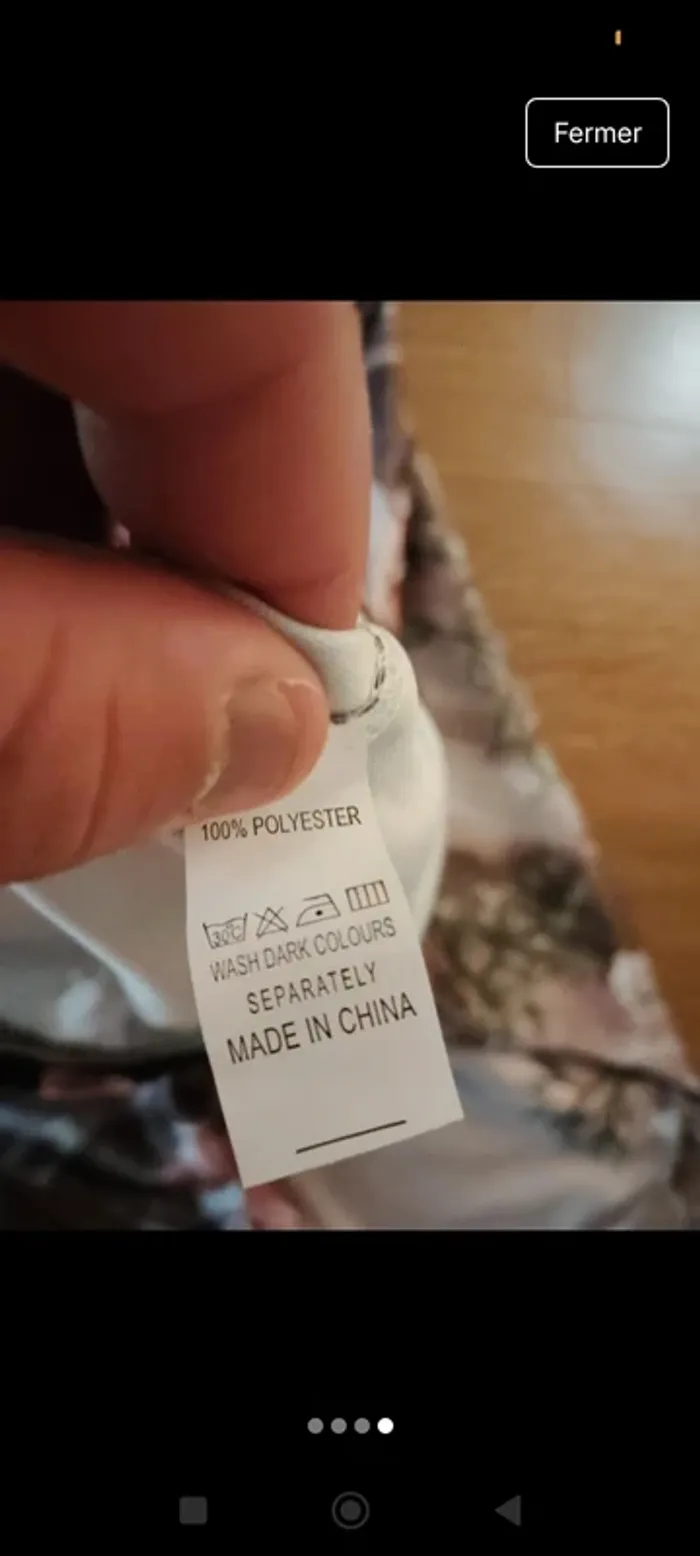 Fermer
100% POLYESTER
30°C
WASH DARK COLOURS
SEPARATELY
MADE IN CHINA